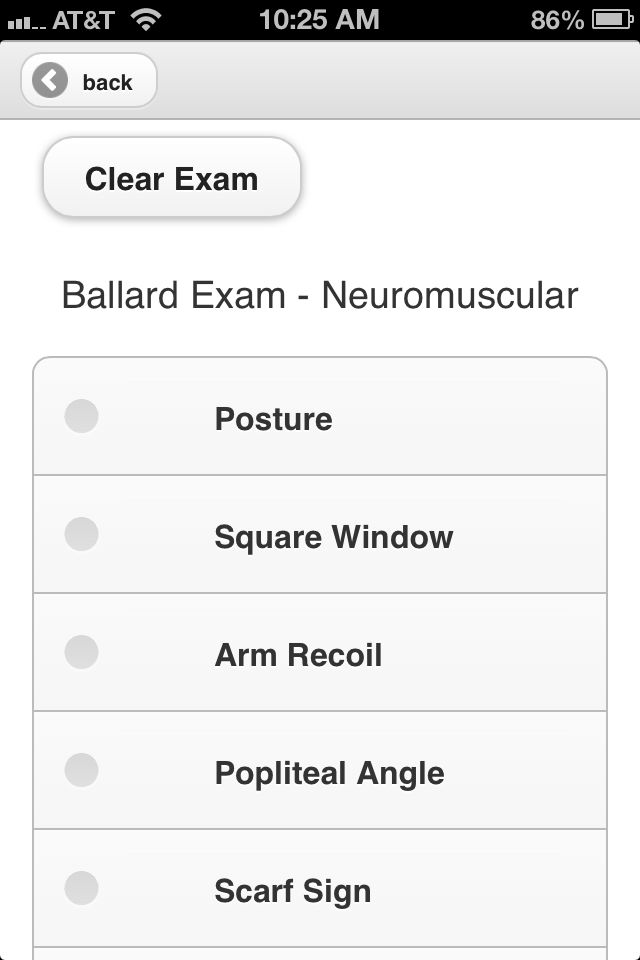 AT&T 10:25 AM 86%
back
Clear Exam
Ballard Exam - Neuromuscular
Posture
Square Window
Arm Recoil
Popliteal Angle
Scarf Sign